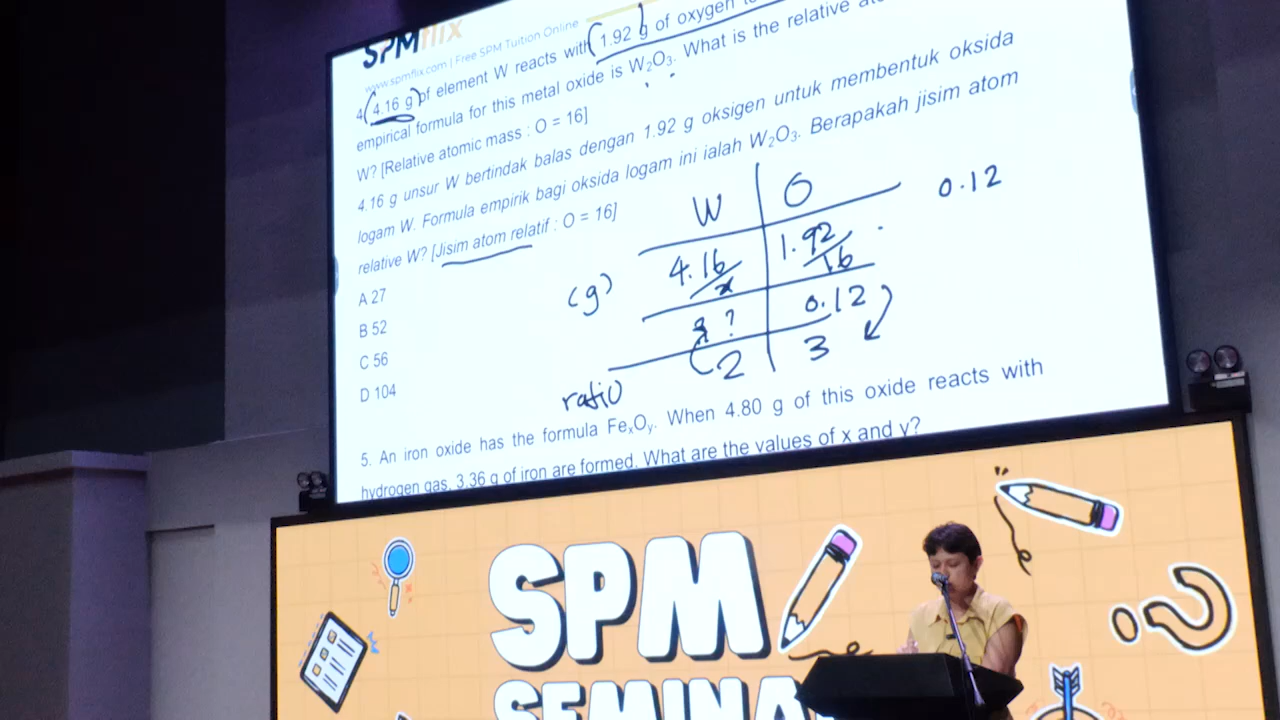 SPMflix
www.spmflix.com | Free SPM Tuition Online
4 4.16 g of element W reacts with 1.92 g of oxygen
empirical formula for this metal oxide is W₂O₃. What is the relative
W? [Relative atomic mass : O = 16]
4.16 g unsur W bertindak balas dengan 1.92 g oksigen untuk membentuk oksida
logam W. Formula empirik bagi oksida logam ini ialah W₂O₃. Berapakah jisim atom
relative W? [Jisim atom relatif : O = 16]
A 27
B 52
C 56
D 104
W O
0.12
(g) 4.16/x 1.92/16
? 0.12
ratio 2 3
5. An iron oxide has the formula FeₓOᵧ. When 4.80 g of this oxide reacts with
hydrogen gas, 3.36 g of iron are formed. What are the values of x and y?
SPM
SEMINA